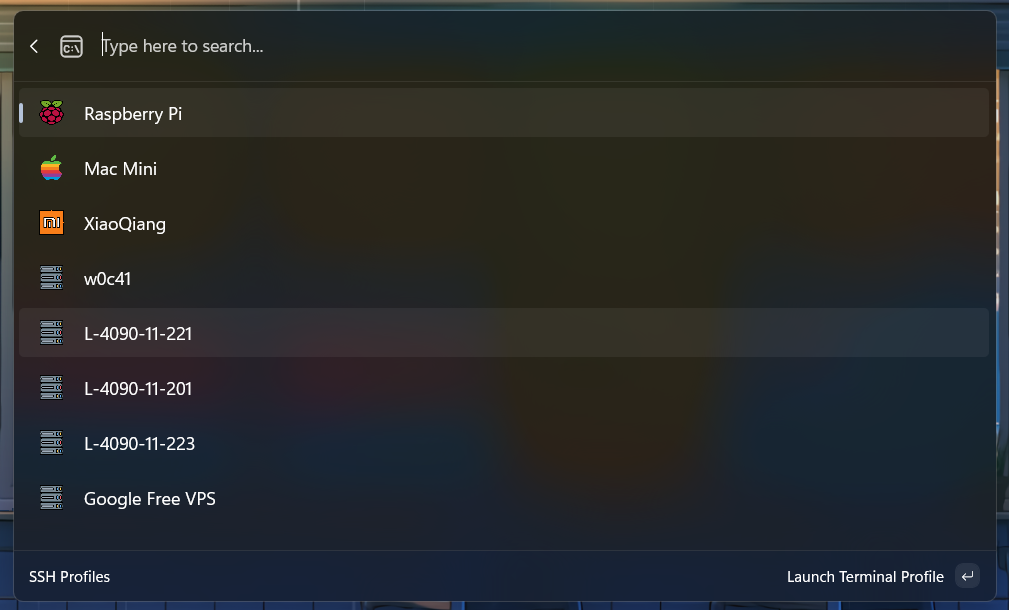 C:\
Type here to search...
Raspberry Pi
Mac Mini
XiaoQiang
w0c41
L-4090-11-221
L-4090-11-201
L-4090-11-223
Google Free VPS
SSH Profiles
Launch Terminal Profile